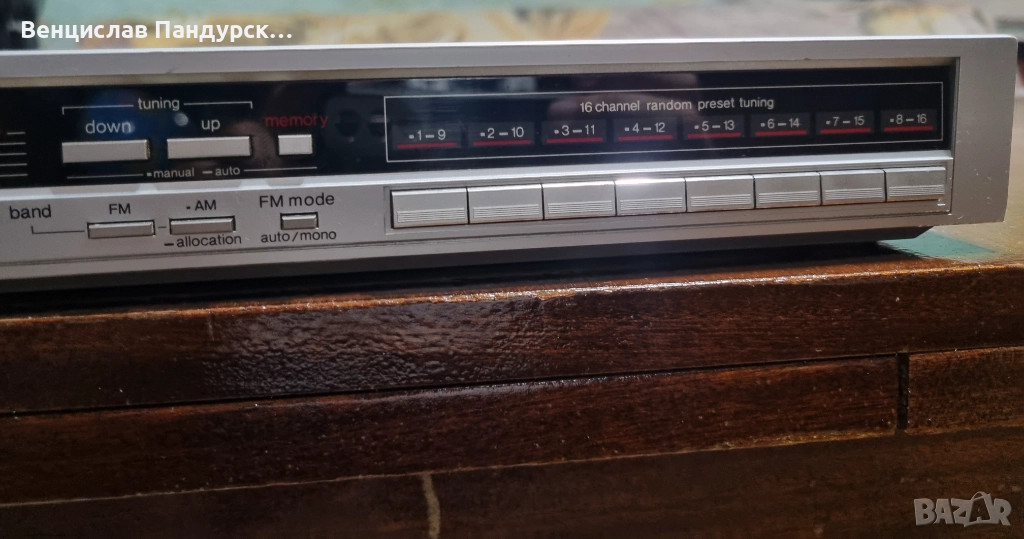 Венцислав Пандурск...
tuning
16 channel random preset tuning
down up memory
•1–9 •2–10 •3–11 •4–12 •5–13 •6–14 •7–15 •8–16
•manual –auto
band FM •AM FM mode
–allocation auto/mono
BAZAR